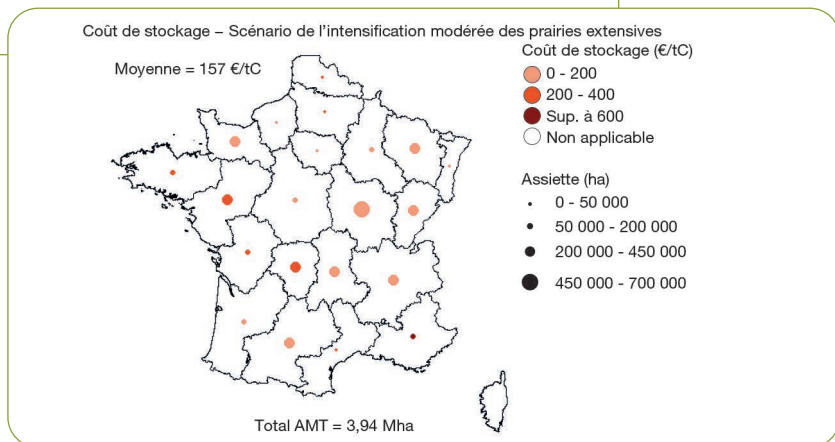 Coût de stockage – Scénario de l'intensification modérée des prairies extensives
Moyenne = 157 €/tC
Coût de stockage (€/tC)
0 - 200
200 - 400
Sup. à 600
Non applicable
Assiette (ha)
0 - 50 000
50 000 - 200 000
200 000 - 450 000
450 000 - 700 000
Total AMT = 3,94 Mha